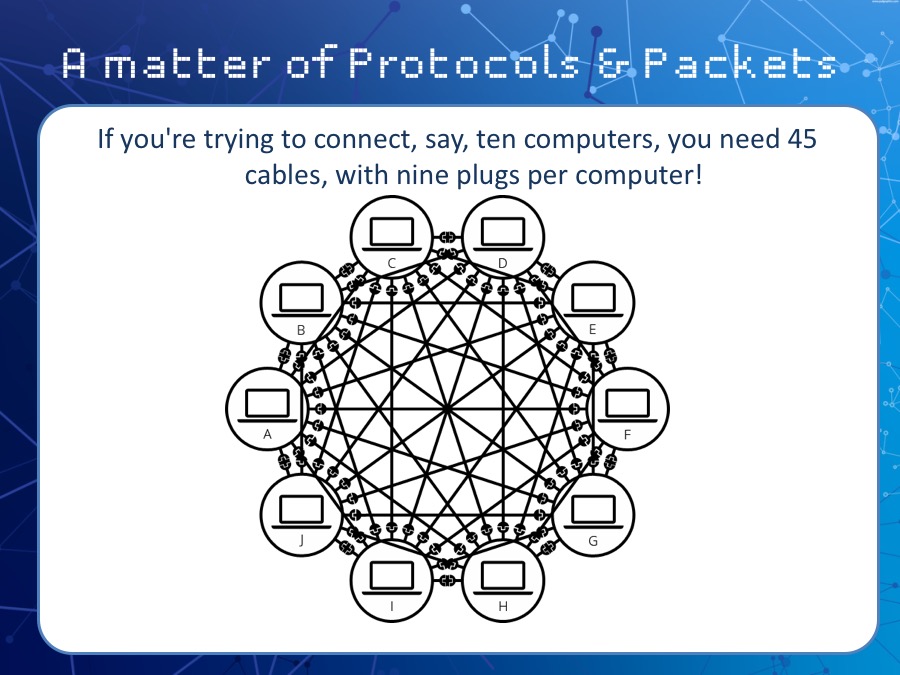 A matter of Protocols & Packets
If you're trying to connect, say, ten computers, you need 45
cables, with nine plugs per computer!
C
D
B
E
A
F
J
G
I
H